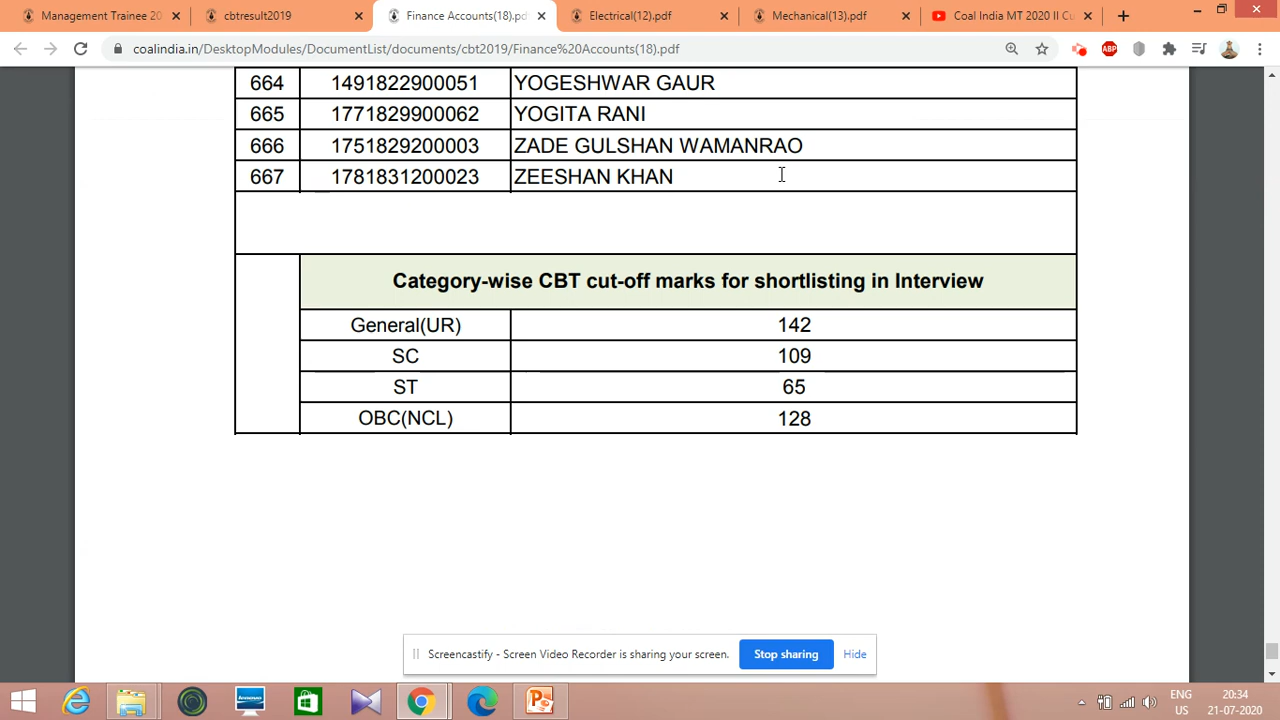 Management Trainee 20
cbtresult2019
Finance Accounts(18).pd
Electrical(12).pdf
Mechanical(13).pdf
Coal India MT 2020 II Cu
coalindia.in/DesktopModules/DocumentList/documents/cbt2019/Finance%20Accounts(18).pdf
ABP
664 1491822900051 YOGESHWAR GAUR
665 1771829900062 YOGITA RANI
666 1751829200003 ZADE GULSHAN WAMANRAO
667 1781831200023 ZEESHAN KHAN
Category-wise CBT cut-off marks for shortlisting in Interview
General(UR) 142
SC 109
ST 65
OBC(NCL) 128
Screencastify - Screen Video Recorder is sharing your screen. Stop sharing Hide
ENG 20:34
US 21-07-2020